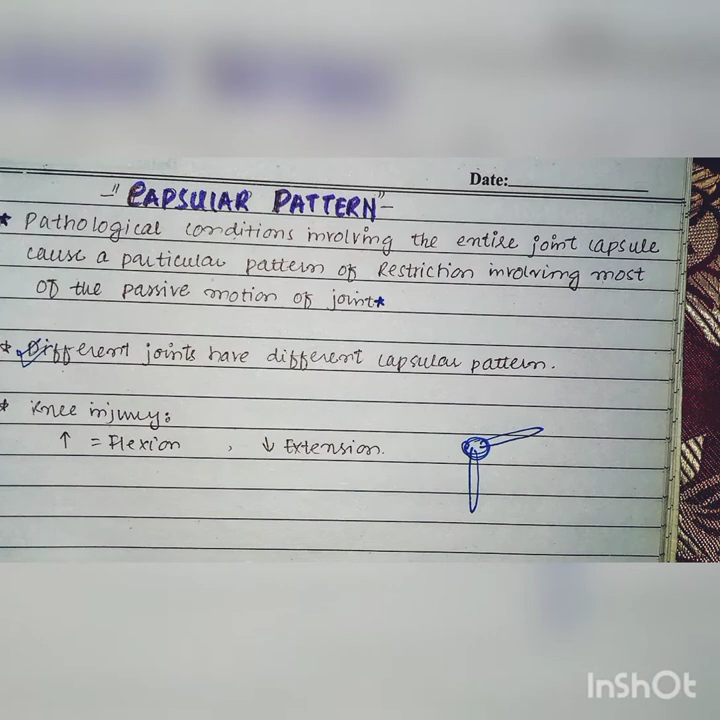 Date:
-"CAPSULAR PATTERN"-
★ Pathological conditions involving the entire joint capsule
cause a particular pattern of Restriction involving most
of the passive motion of joint★
★ Different joints have different capsular pattern.
★ Knee injury:
↑ = Flexion , ↓ Extension.
InShOt